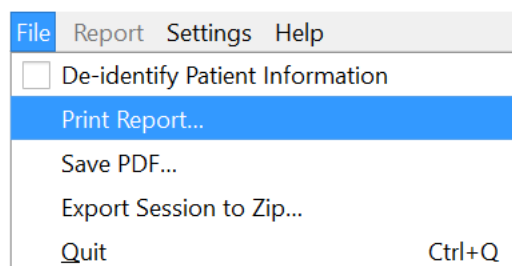 File Report Settings Help
De-identify Patient Information
Print Report...
Save PDF...
Export Session to Zip...
Quit Ctrl+Q